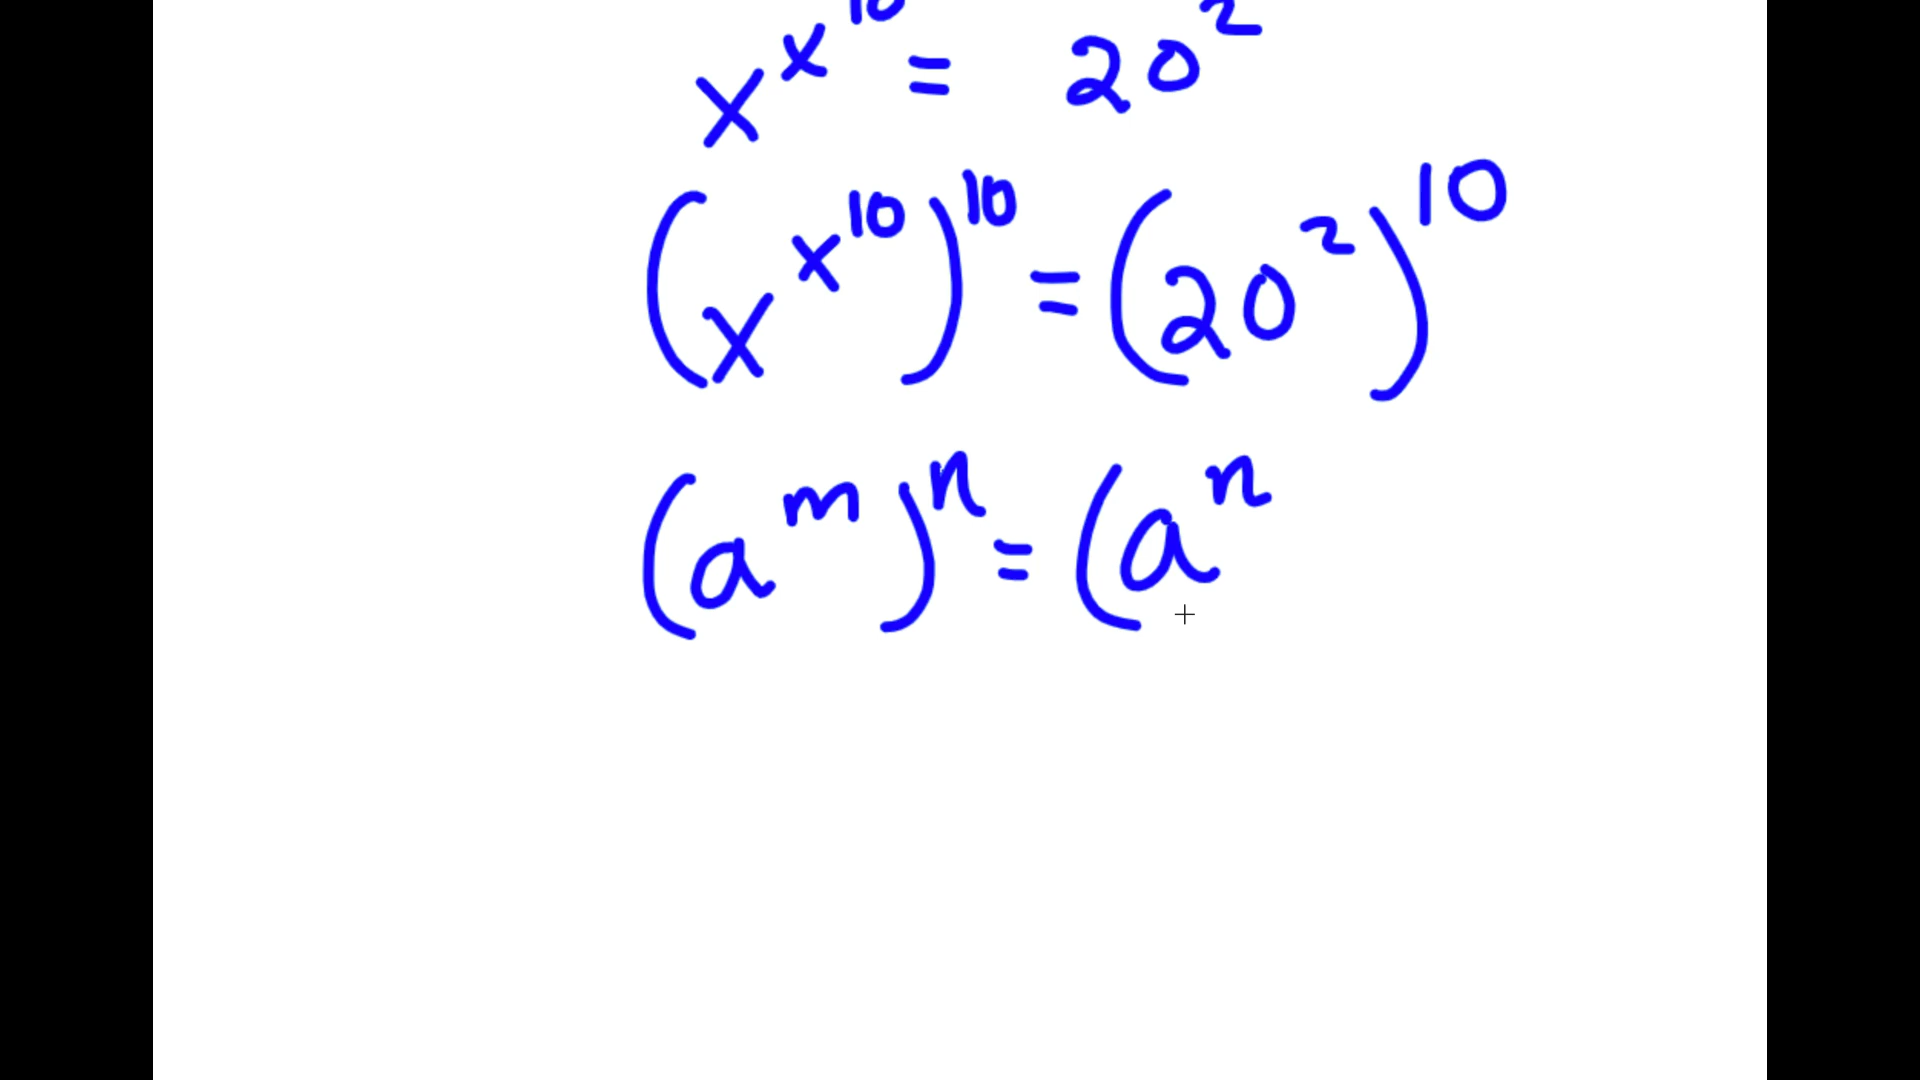 x^x^10 = 20^2
(x^x^10)^10 = (20^2)^10
(a^m)^n = (a^n